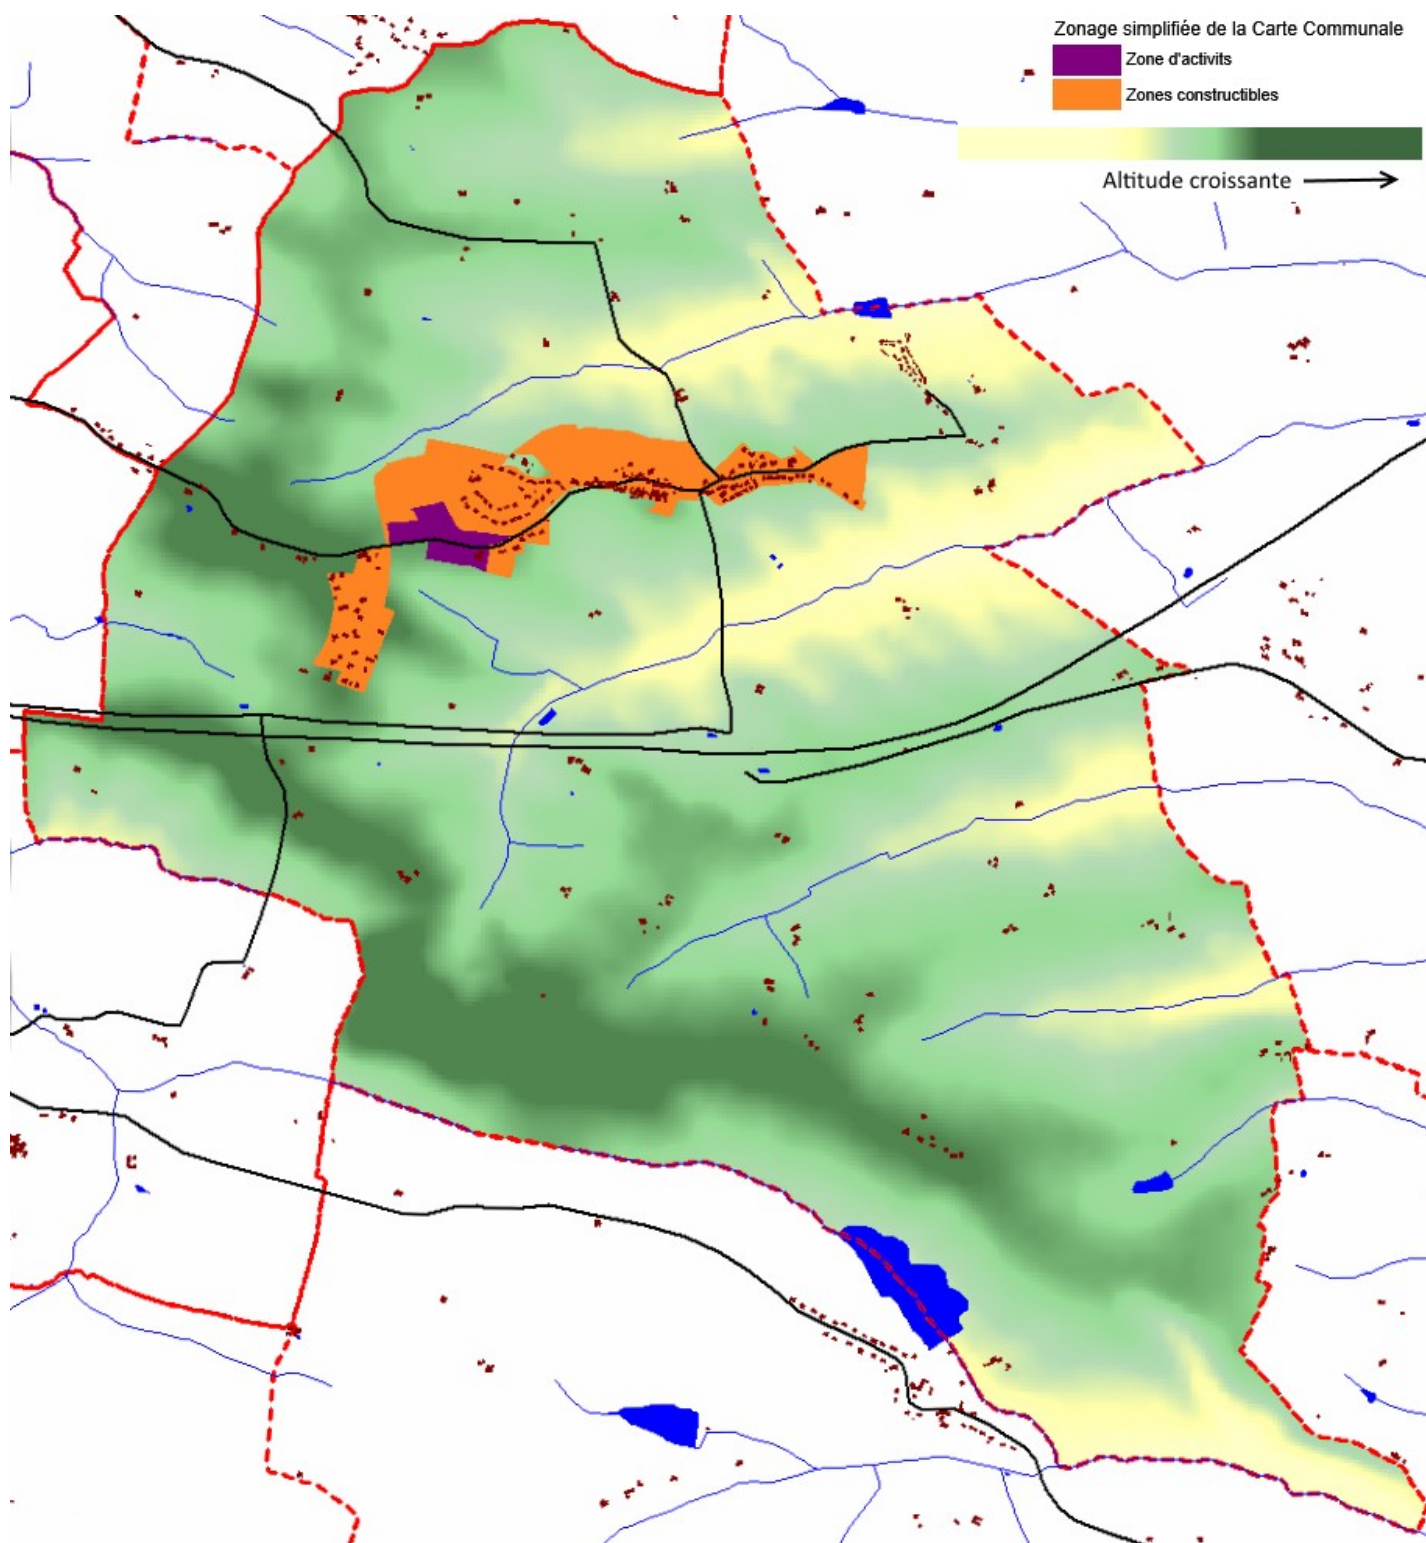 Zonage simplifiée de la Carte Communale
Zone d'activits
Zones constructibles
Altitude croissante